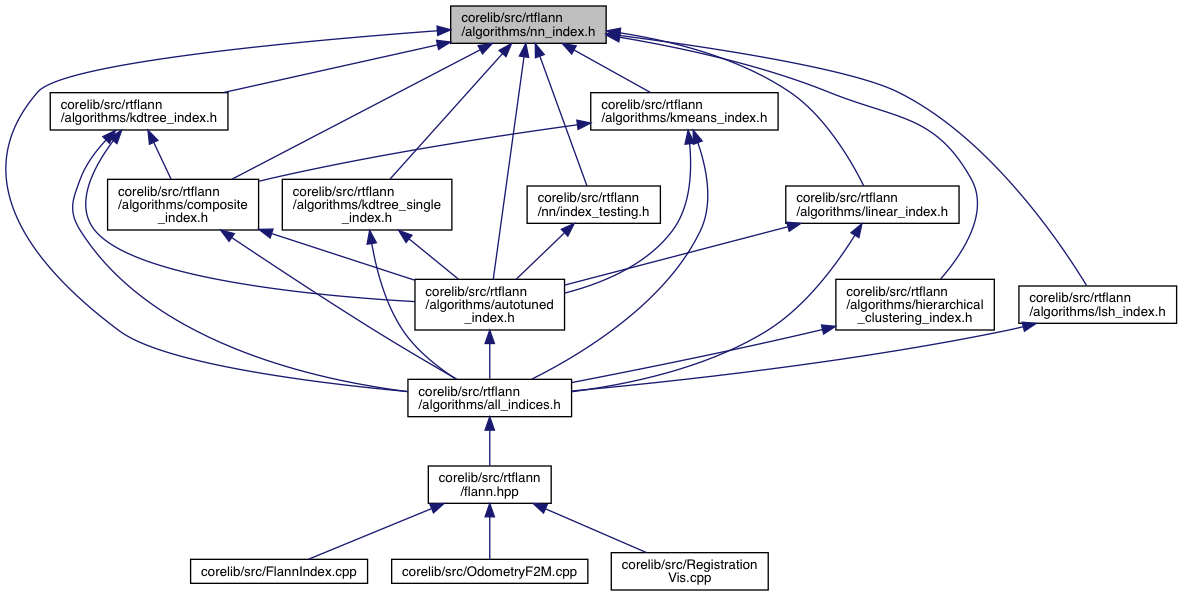 corelib/src/rtflann
/algorithms/nn_index.h
corelib/src/rtflann
/algorithms/kdtree_index.h
corelib/src/rtflann
/algorithms/kmeans_index.h
corelib/src/rtflann
/algorithms/composite
_index.h
corelib/src/rtflann
/algorithms/kdtree_single
_index.h
corelib/src/rtflann
/nn/index_testing.h
corelib/src/rtflann
/algorithms/linear_index.h
corelib/src/rtflann
/algorithms/autotuned
_index.h
corelib/src/rtflann
/algorithms/hierarchical
_clustering_index.h
corelib/src/rtflann
/algorithms/lsh_index.h
corelib/src/rtflann
/algorithms/all_indices.h
corelib/src/rtflann
/flann.hpp
corelib/src/FlannIndex.cpp
corelib/src/OdometryF2M.cpp
corelib/src/Registration
Vis.cpp